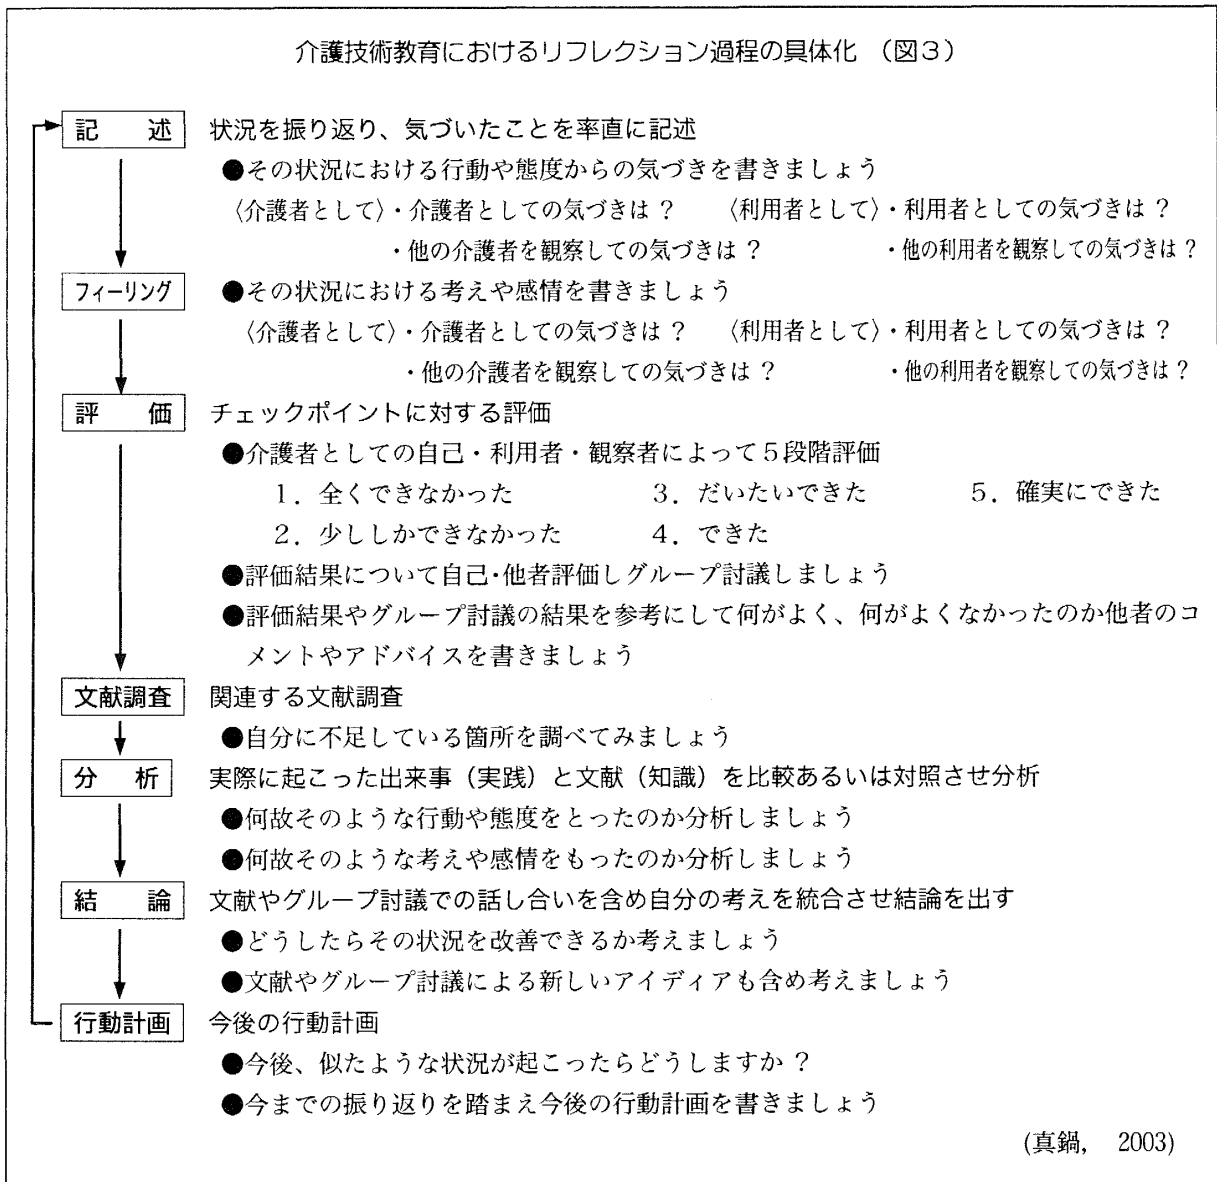 介護技術教育におけるリフレクション過程の具体化 （図３）
記 述 状況を振り返り、気づいたことを率直に記述
●その状況における行動や態度からの気づきを書きましょう
〈介護者として〉・介護者としての気づきは？ 〈利用者として〉・利用者としての気づきは？
・他の介護者を観察しての気づきは？ ・他の利用者を観察しての気づきは？
フィーリング ●その状況における考えや感情を書きましょう
〈介護者として〉・介護者としての気づきは？ 〈利用者として〉・利用者としての気づきは？
・他の介護者を観察しての気づきは？ ・他の利用者を観察しての気づきは？
評 価 チェックポイントに対する評価
●介護者としての自己・利用者・観察者によって５段階評価
１．全くできなかった ３．だいたいできた ５．確実にできた
２．少ししかできなかった ４．できた
●評価結果について自己･他者評価しグループ討議しましょう
●評価結果やグループ討議の結果を参考にして何がよく、何がよくなかったのか他者のコ
メントやアドバイスを書きましょう
文献調査 関連する文献調査
●自分に不足している箇所を調べてみましょう
分 析 実際に起こった出来事（実践）と文献（知識）を比較あるいは対照させ分析
●何故そのような行動や態度をとったのか分析しましょう
●何故そのような考えや感情をもったのか分析しましょう
結 論 文献やグループ討議での話し合いを含め自分の考えを統合させ結論を出す
●どうしたらその状況を改善できるか考えましょう
●文献やグループ討議による新しいアイディアも含め考えましょう
行動計画 今後の行動計画
●今後、似たような状況が起こったらどうしますか？
●今までの振り返りを踏まえ今後の行動計画を書きましょう
(真鍋， 2003)